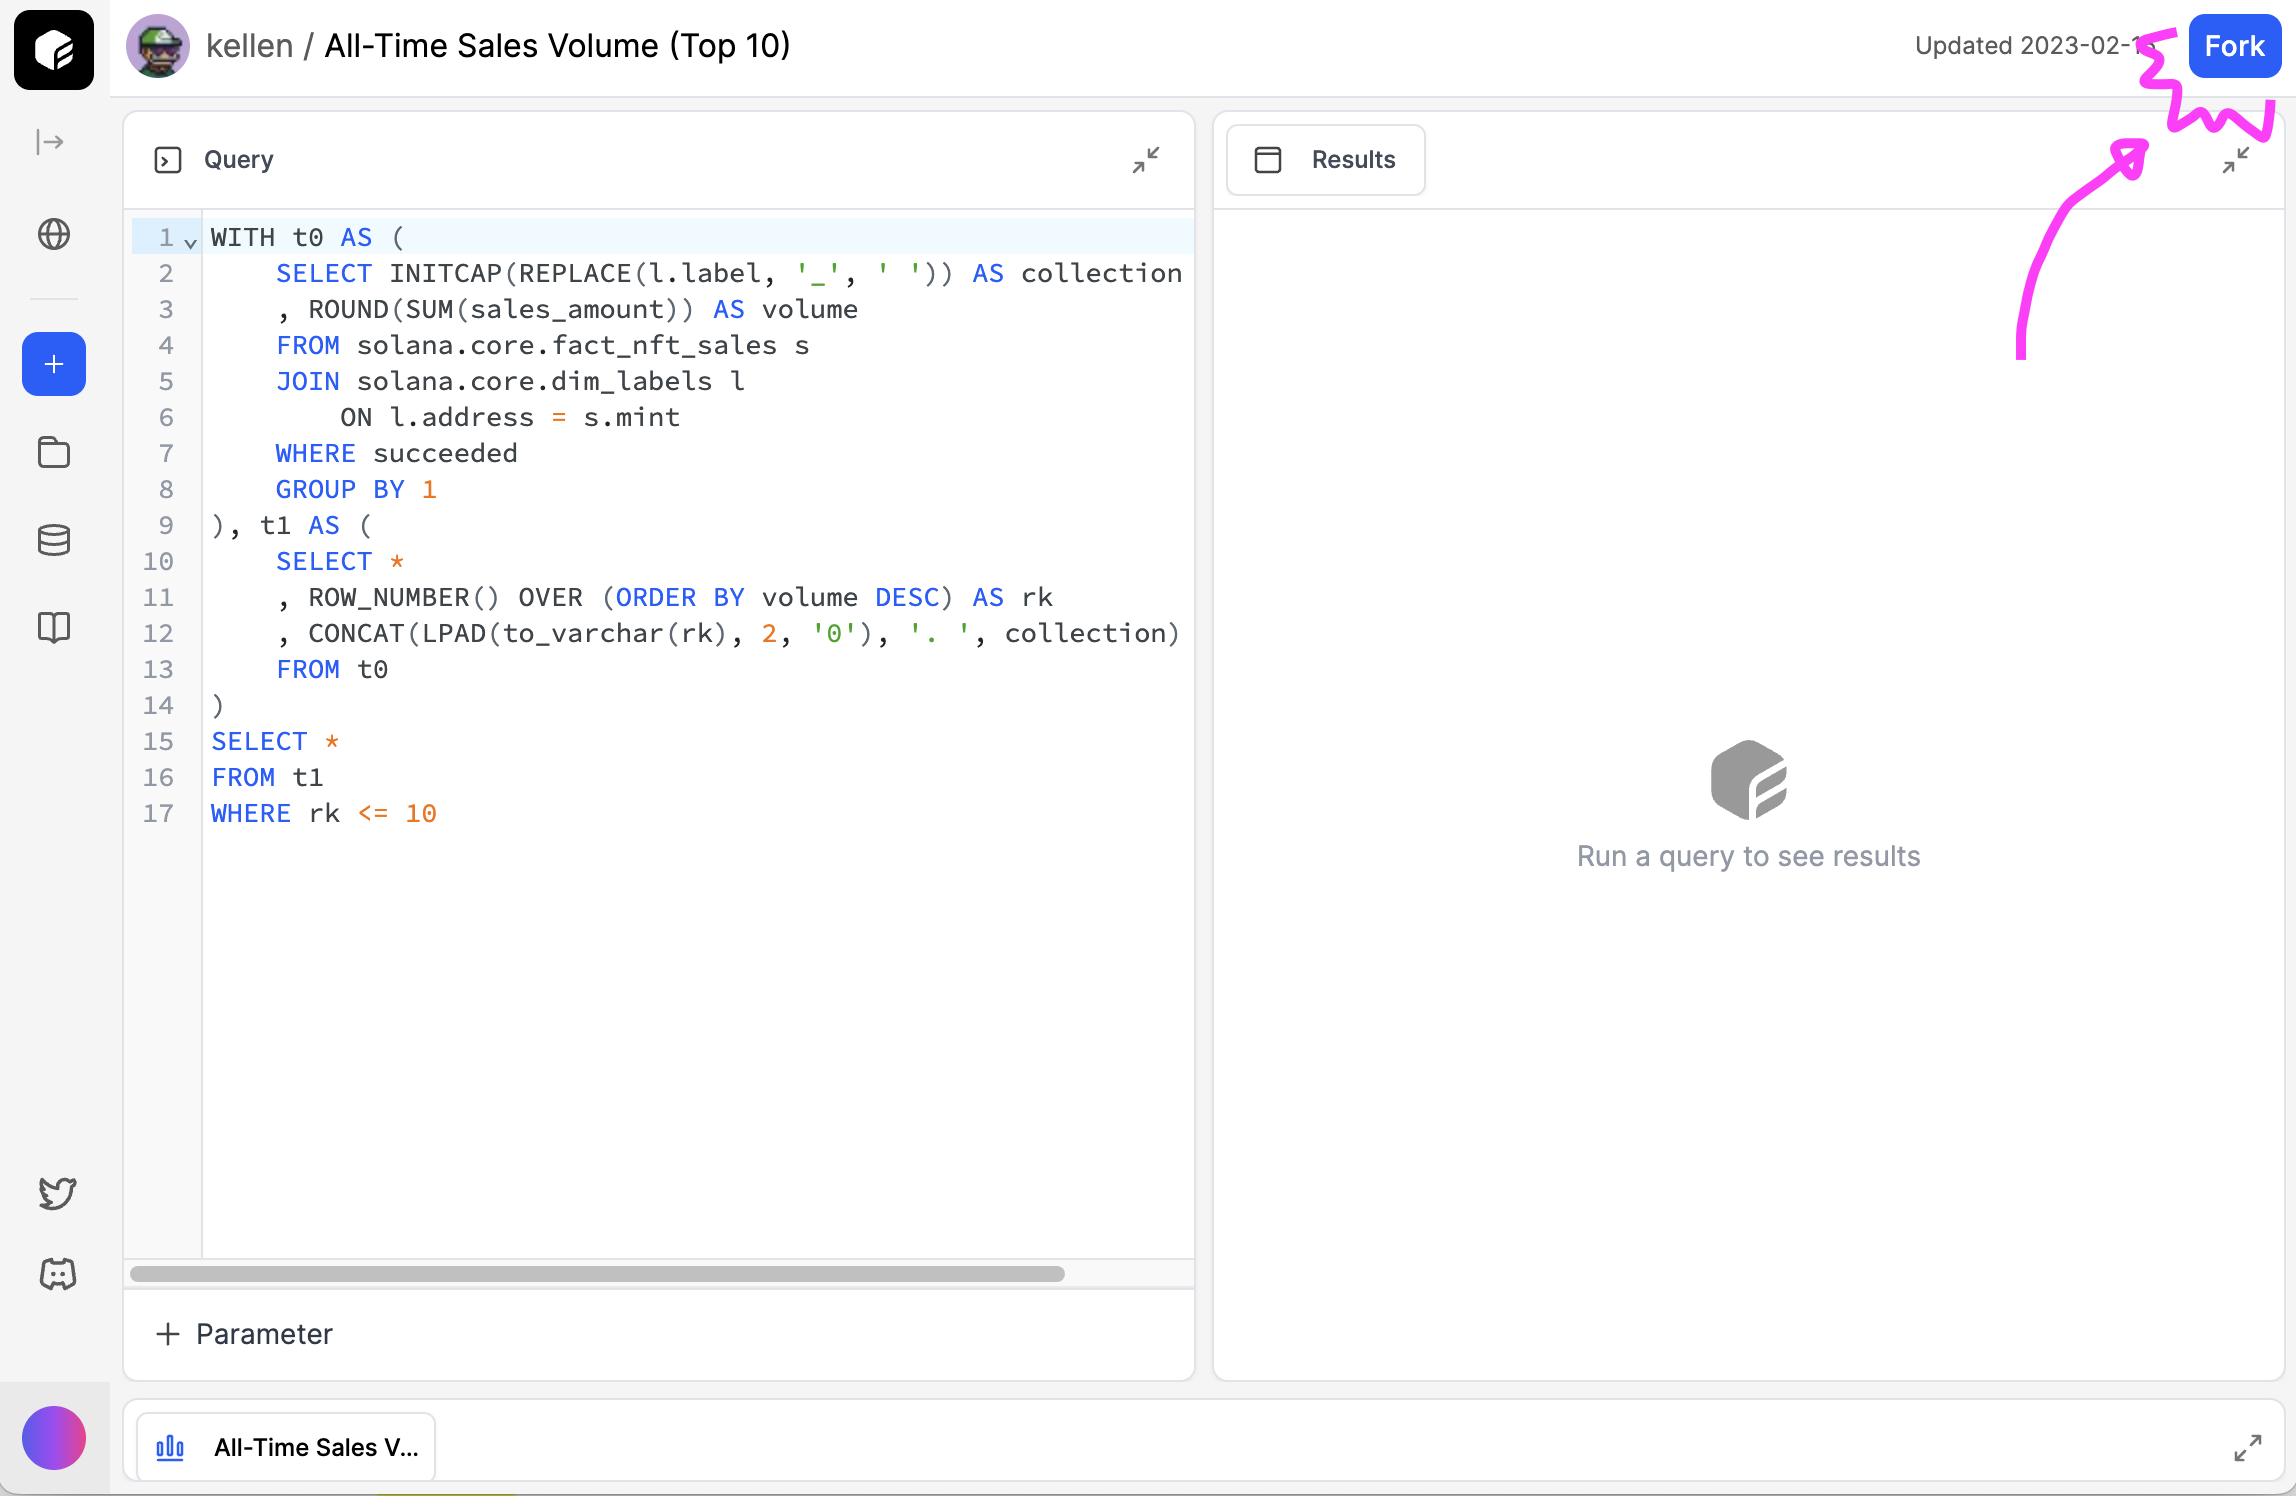 kellen / All-Time Sales Volume (Top 10)
Updated 2023-02-
Fork
Query
Results
1 WITH t0 AS (
2     SELECT INITCAP(REPLACE(l.label, '_', ' ')) AS collection
3     , ROUND(SUM(sales_amount)) AS volume
4     FROM solana.core.fact_nft_sales s
5     JOIN solana.core.dim_labels l
6         ON l.address = s.mint
7     WHERE succeeded
8     GROUP BY 1
9 ), t1 AS (
10     SELECT *
11     , ROW_NUMBER() OVER (ORDER BY volume DESC) AS rk
12     , CONCAT(LPAD(to_varchar(rk), 2, '0'), '. ', collection)
13     FROM t0
14 )
15 SELECT *
16 FROM t1
17 WHERE rk <= 10
Run a query to see results
+ Parameter
All-Time Sales V...